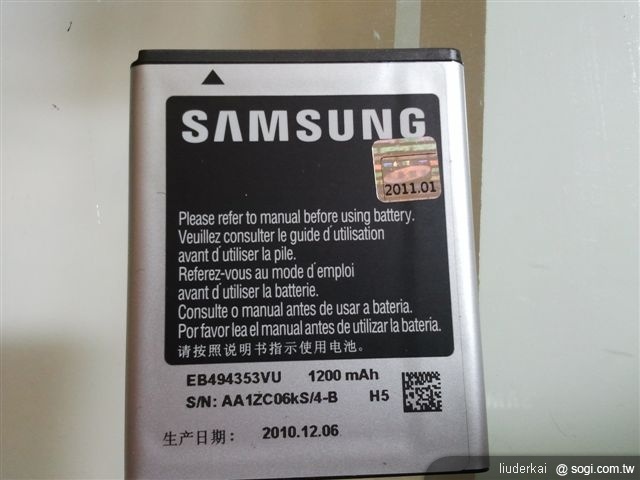 SAMSUNG
2011.01
Please refer to manual before using battery.
Veuillez consulter le guide d'utilisation
avant d'utiliser la pile.
Referez-vous au mode d'emploi
avant d'utiliser la batterie.
Consulte o manual antes de usar a bateria.
Por favor lea el manual antes de utilizar la batería.
请按照说明书指示使用电池。
EB494353VU 1200 mAh
S/N: AA1ZC06kS/4-B H5
生产日期: 2010.12.06
liuderkai @ sogi.com.tw